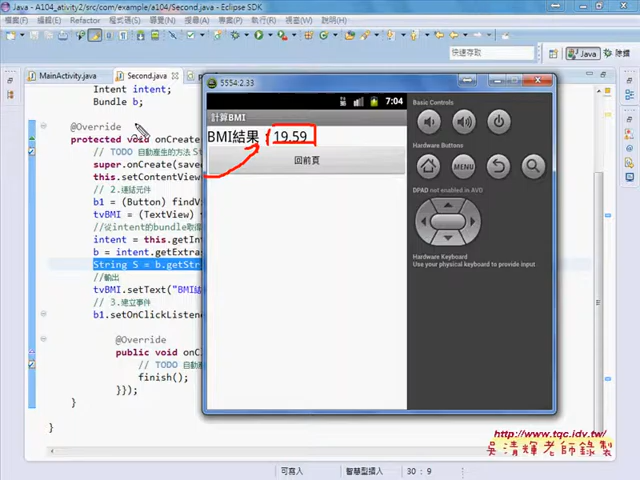 Java - A104_ativity2/src/com/example/a104/Second.java - Eclipse SDK
檔案(F) 編輯(E) Refactor 程式碼(S) 導覽(N) 搜尋(A) 專案(P) 執行(R) 視窗(W) 說明(H)
快速存取 Java 除錯
MainActivity.java Second.java
Intent intent;
Bundle b;
@Override
protected void onCreate
// TODO 自動產生的方法 S
super.onCreate(save
this.setContentView
// 2.連結元件
b1 = (Button) findV
tvBMI = (TextView)
//從intent的bundle取得
intent = this.getInt
b = intent.getExtra
String S = b.getStr
//輸出
tvBMI.setText("BMI結
// 3.建立事件
b1.setOnClickListene
@Override
public void onC
// TODO 自動
finish();
}});
}
}
5554:2.33
7:04
計算BMI
BMI結果 19.59
回前頁
Basic Controls
Hardware Buttons
MENU
DPAD not enabled in AVD
Hardware Keyboard
Use your physical keyboard to provide input
http://www.tqc.idv.tw/
吳清輝老師錄製
可寫入 智慧型插入 30 : 9